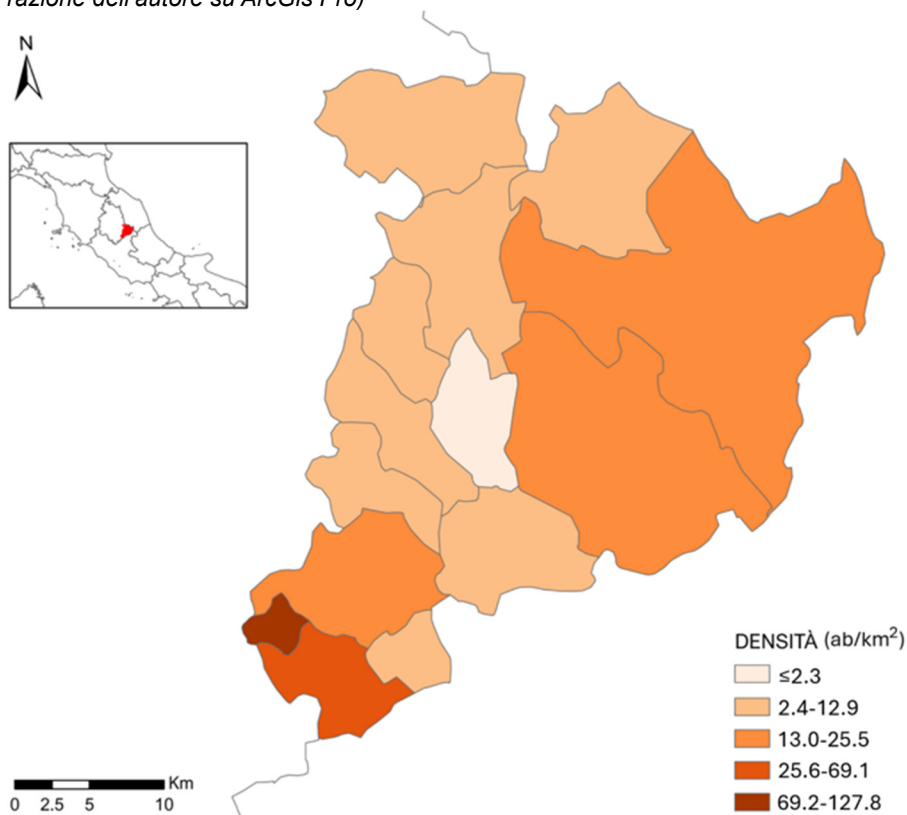 razione dell'autore su ArcGis Pro)
N
DENSITÀ (ab/km²)
≤2.3
2.4-12.9
13.0-25.5
25.6-69.1
69.2-127.8
Km
0 2.5 5 10